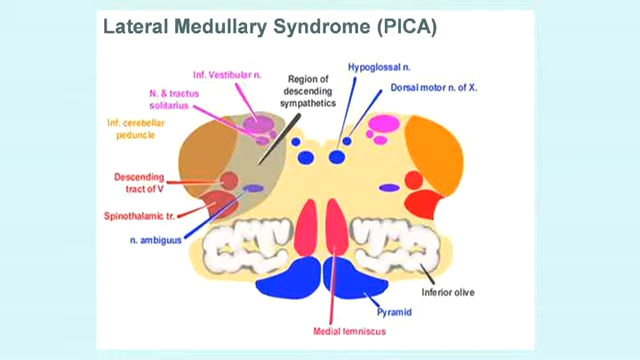 Lateral Medullary Syndrome (PICA)
Hypoglossal n.
Inf. Vestibular n.
Region of
descending
sympathetics
Dorsal motor n. of X.
N. & tractus
solitarius
Inf. cerebellar
peduncle
Descending
tract of V
Spinothalamic tr.
n. ambiguus
Inferior olive
Pyramid
Medial lemniscus